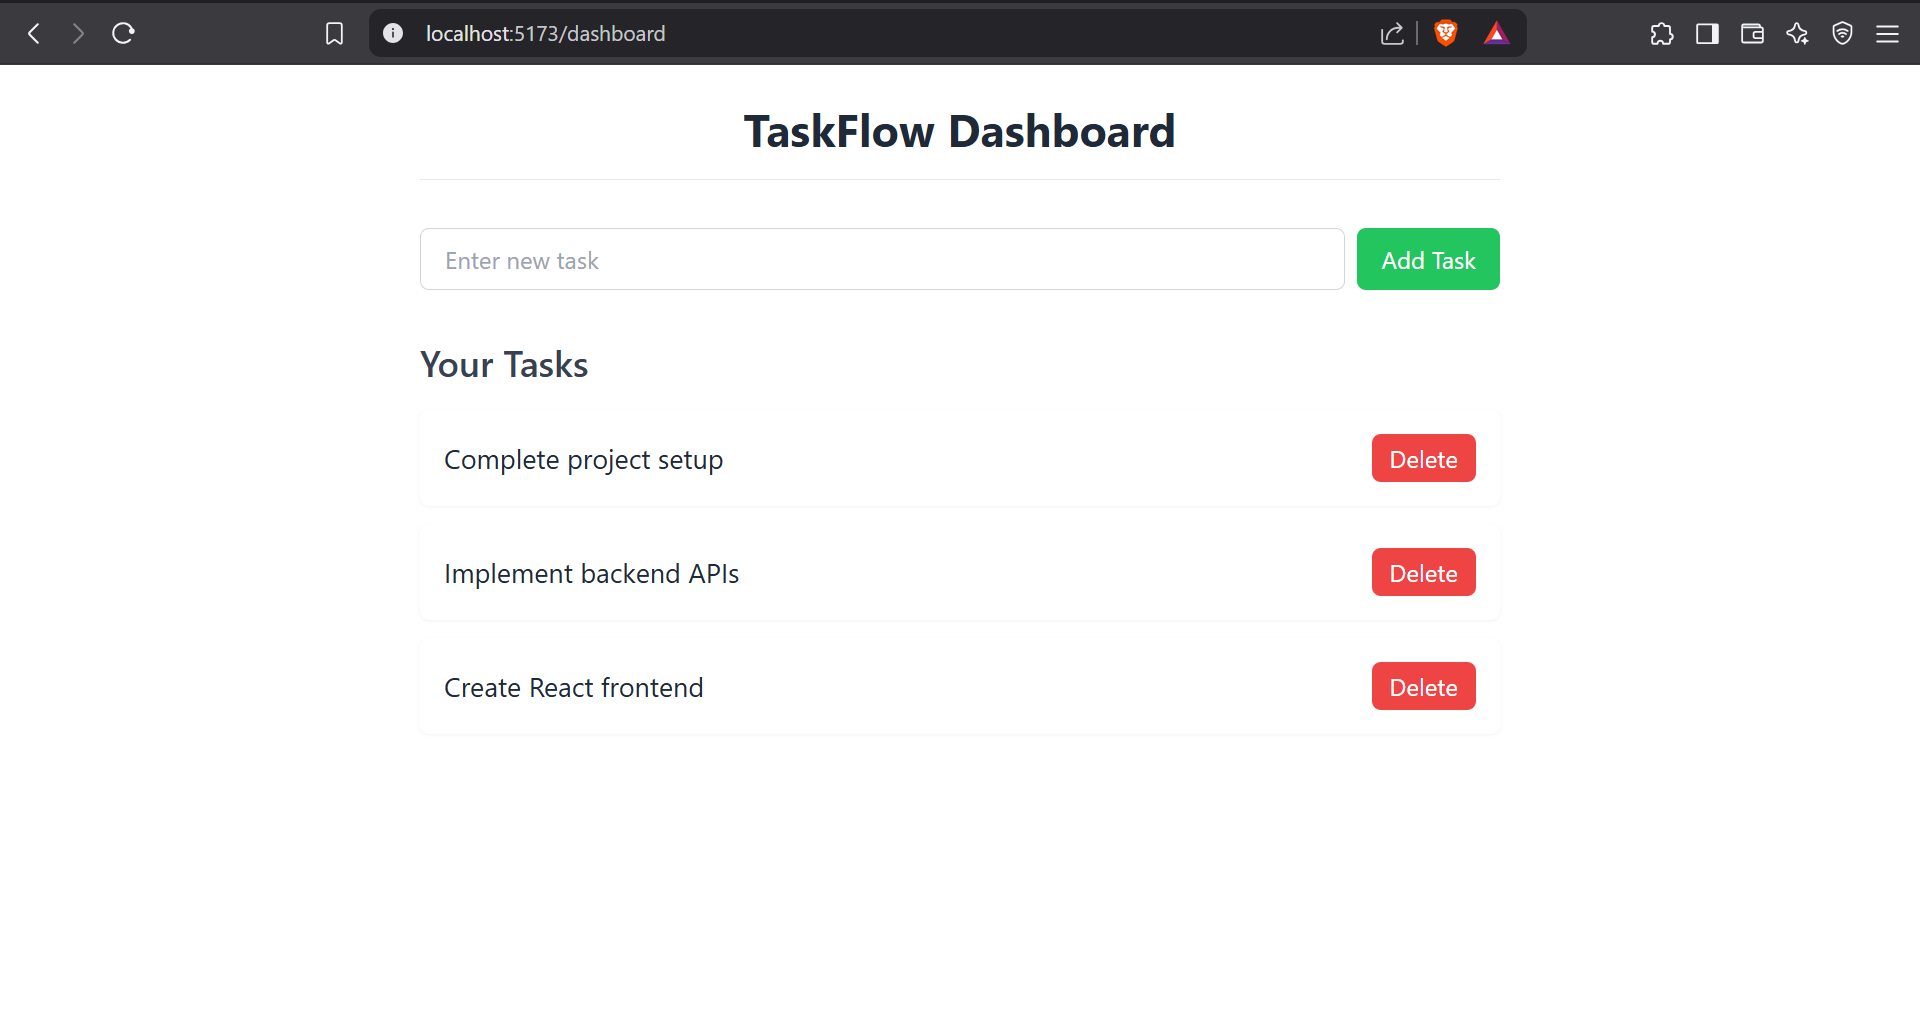 localhost:5173/dashboard
TaskFlow Dashboard
Enter new task
Add Task
Your Tasks
Complete project setup
Delete
Implement backend APIs
Delete
Create React frontend
Delete